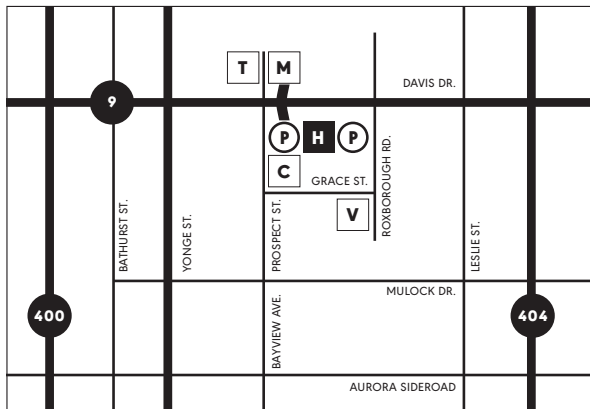 T M
DAVIS DR.
9
P H P
C
GRACE ST.
V
BATHURST ST.
YONGE ST.
PROSPECT ST.
ROXBOROUGH RD.
LESLIE ST.
400
MULOCK DR.
404
BAYVIEW AVE.
AURORA SIDEROAD